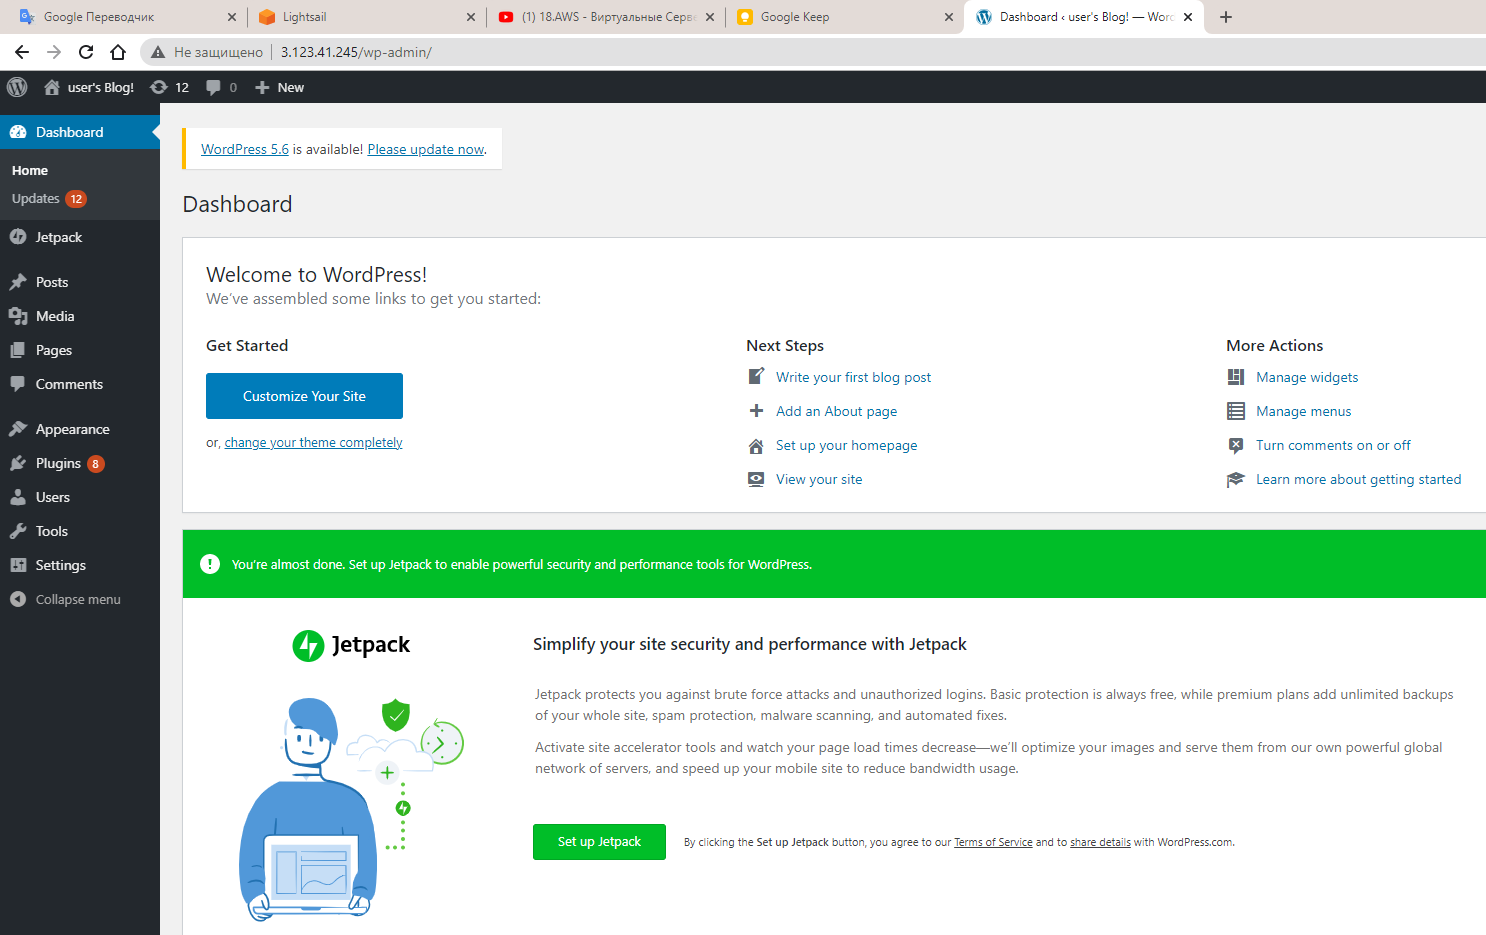 Google Переводчик
Lightsail
(1) 18.AWS - Виртуальные Серве
Google Keep
Dashboard ‹ user's Blog! — Word
Не защищено 3.123.41.245/wp-admin/
user's Blog! 12 0 New
Dashboard
Home
Updates 12
Jetpack
Posts
Media
Pages
Comments
Appearance
Plugins 8
Users
Tools
Settings
Collapse menu
WordPress 5.6 is available! Please update now.
Dashboard
Welcome to WordPress!
We've assembled some links to get you started:
Get Started
Customize Your Site
or, change your theme completely
Next Steps
Write your first blog post
Add an About page
Set up your homepage
View your site
More Actions
Manage widgets
Manage menus
Turn comments on or off
Learn more about getting started
You're almost done. Set up Jetpack to enable powerful security and performance tools for WordPress.
Jetpack
Simplify your site security and performance with Jetpack
Jetpack protects you against brute force attacks and unauthorized logins. Basic protection is always free, while premium plans add unlimited backups
of your whole site, spam protection, malware scanning, and automated fixes.
Activate site accelerator tools and watch your page load times decrease—we'll optimize your images and serve them from our own powerful global
network of servers, and speed up your mobile site to reduce bandwidth usage.
Set up Jetpack
By clicking the Set up Jetpack button, you agree to our Terms of Service and to share details with WordPress.com.